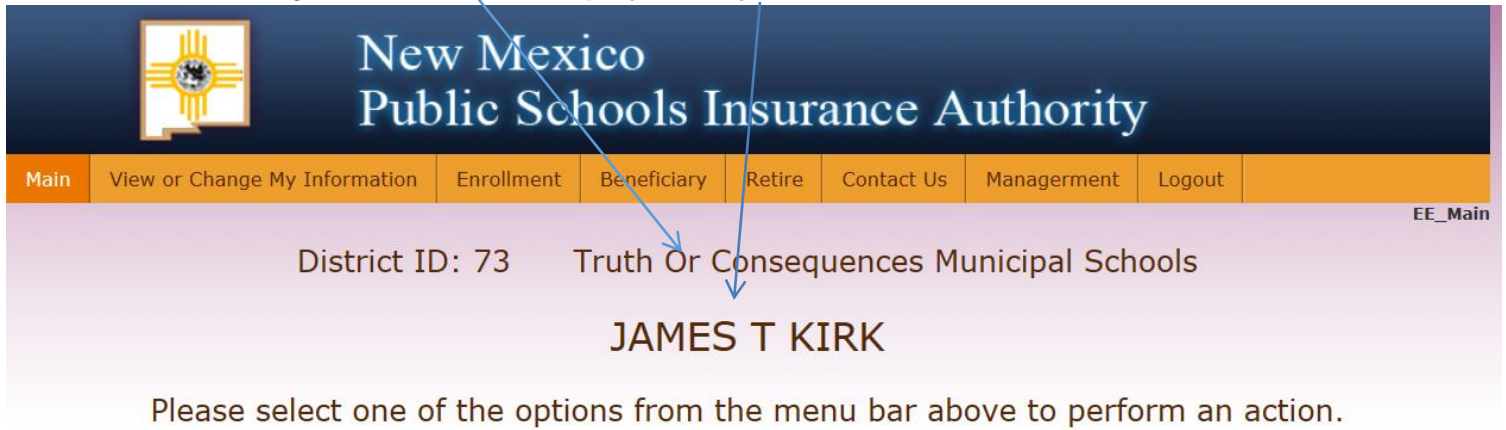 New Mexico
Public Schools Insurance Authority
Main View or Change My Information Enrollment Beneficiary Retire Contact Us Managerment Logout
EE_Main
District ID: 73 Truth Or Consequences Municipal Schools
JAMES T KIRK
Please select one of the options from the menu bar above to perform an action.